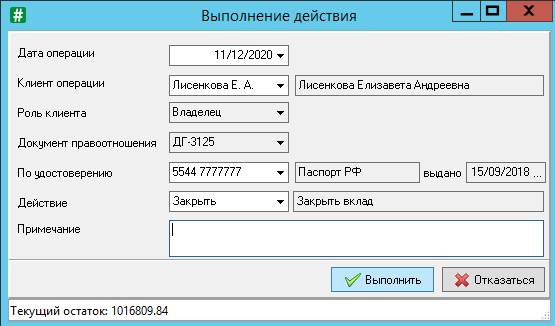 Выполнение действия
Дата операции 11/12/2020
Клиент операции Лисенкова Е. А. Лисенкова Елизавета Андреевна
Роль клиента Владелец
Документ правоотношения ДГ-3125
По удостоверению 5544 7777777 Паспорт РФ выдано 15/09/2018 ...
Действие Закрыть Закрыть вклад
Примечание
Выполнить Отказаться
Текущий остаток: 1016809.84